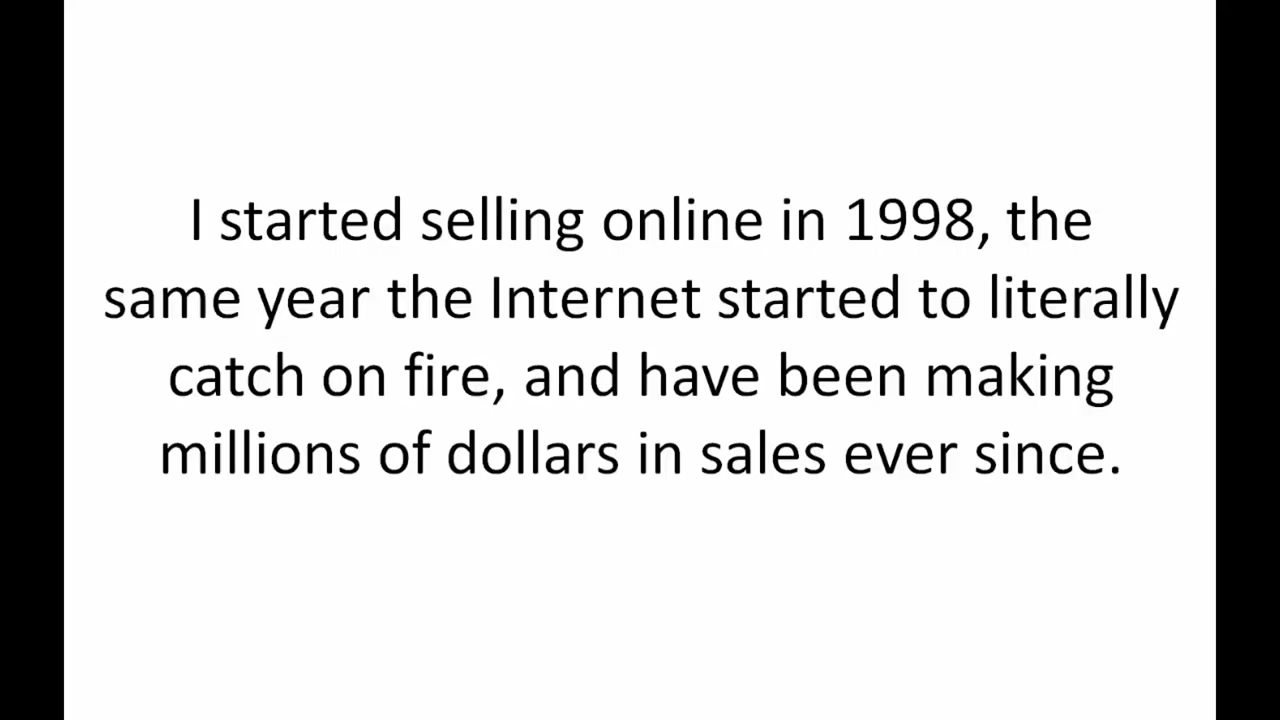 I started selling online in 1998, the
same year the Internet started to literally
catch on fire, and have been making
millions of dollars in sales ever since.